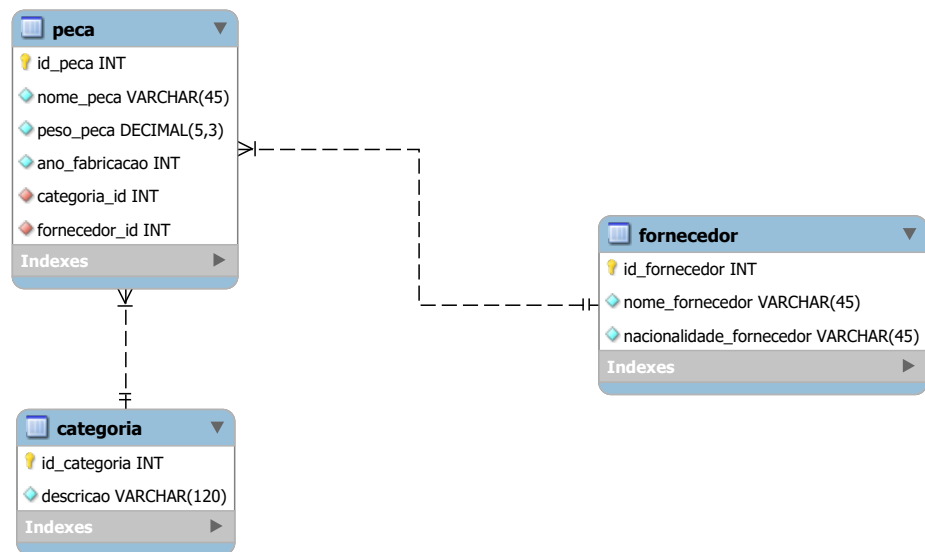 peca
id_peca INT
nome_peca VARCHAR(45)
peso_peca DECIMAL(5,3)
ano_fabricacao INT
categoria_id INT
fornecedor_id INT
Indexes
fornecedor
id_fornecedor INT
nome_fornecedor VARCHAR(45)
nacionalidade_fornecedor VARCHAR(45)
Indexes
categoria
id_categoria INT
descricao VARCHAR(120)
Indexes